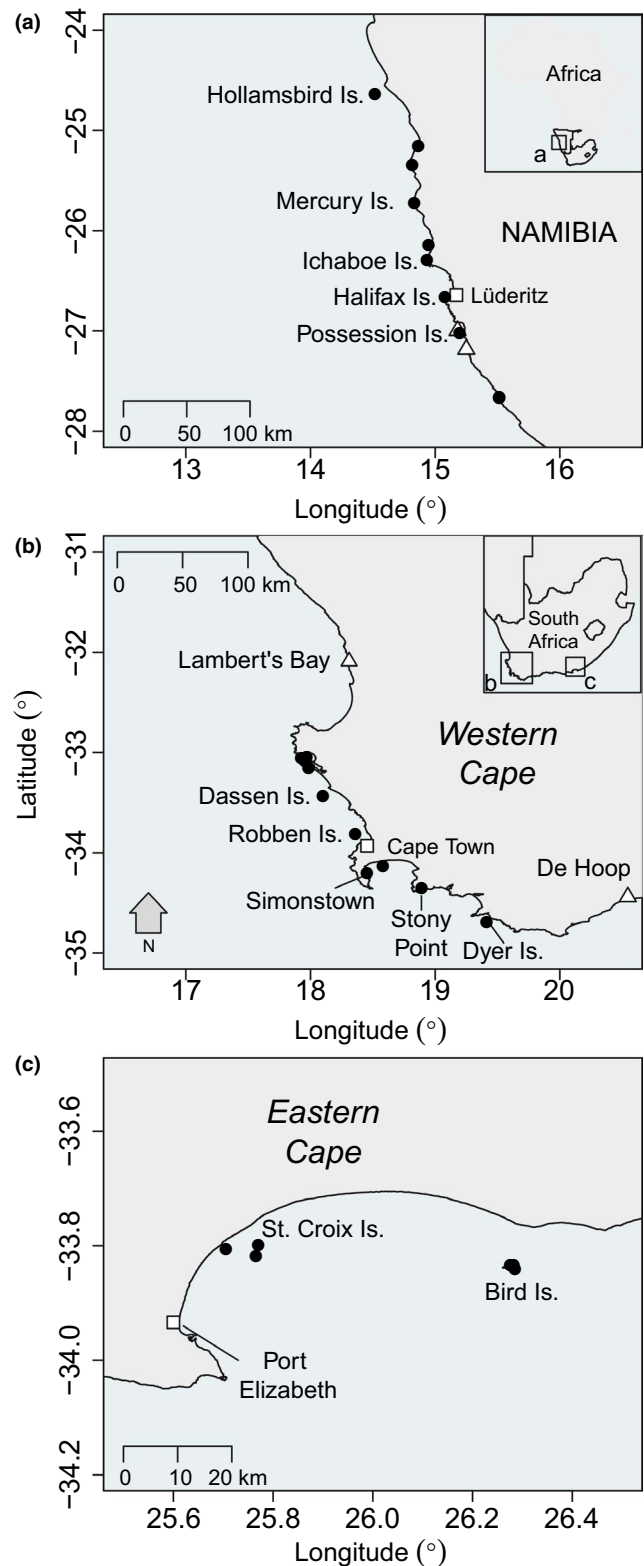 (a)
−24
−25
−26
−27
−28
Hollamsbird Is.
Mercury Is.
Ichaboe Is.
Halifax Is.
Lüderitz
Possession Is.
NAMIBIA
Africa
a
0 50 100 km
13 14 15 16
Longitude (°)
(b)
Latitude (°)
−31
−32
−33
−34
−35
0 50 100 km
South
Africa
b
c
Lambert's Bay
Western
Cape
Dassen Is.
Robben Is.
Cape Town
Simonstown
Stony
Point
Dyer Is.
De Hoop
N
17 18 19 20
Longitude (°)
(c)
−33.6
−33.8
−34.0
−34.2
Eastern
Cape
St. Croix Is.
Bird Is.
Port
Elizabeth
0 10 20 km
25.6 25.8 26.0 26.2 26.4
Longitude (°)